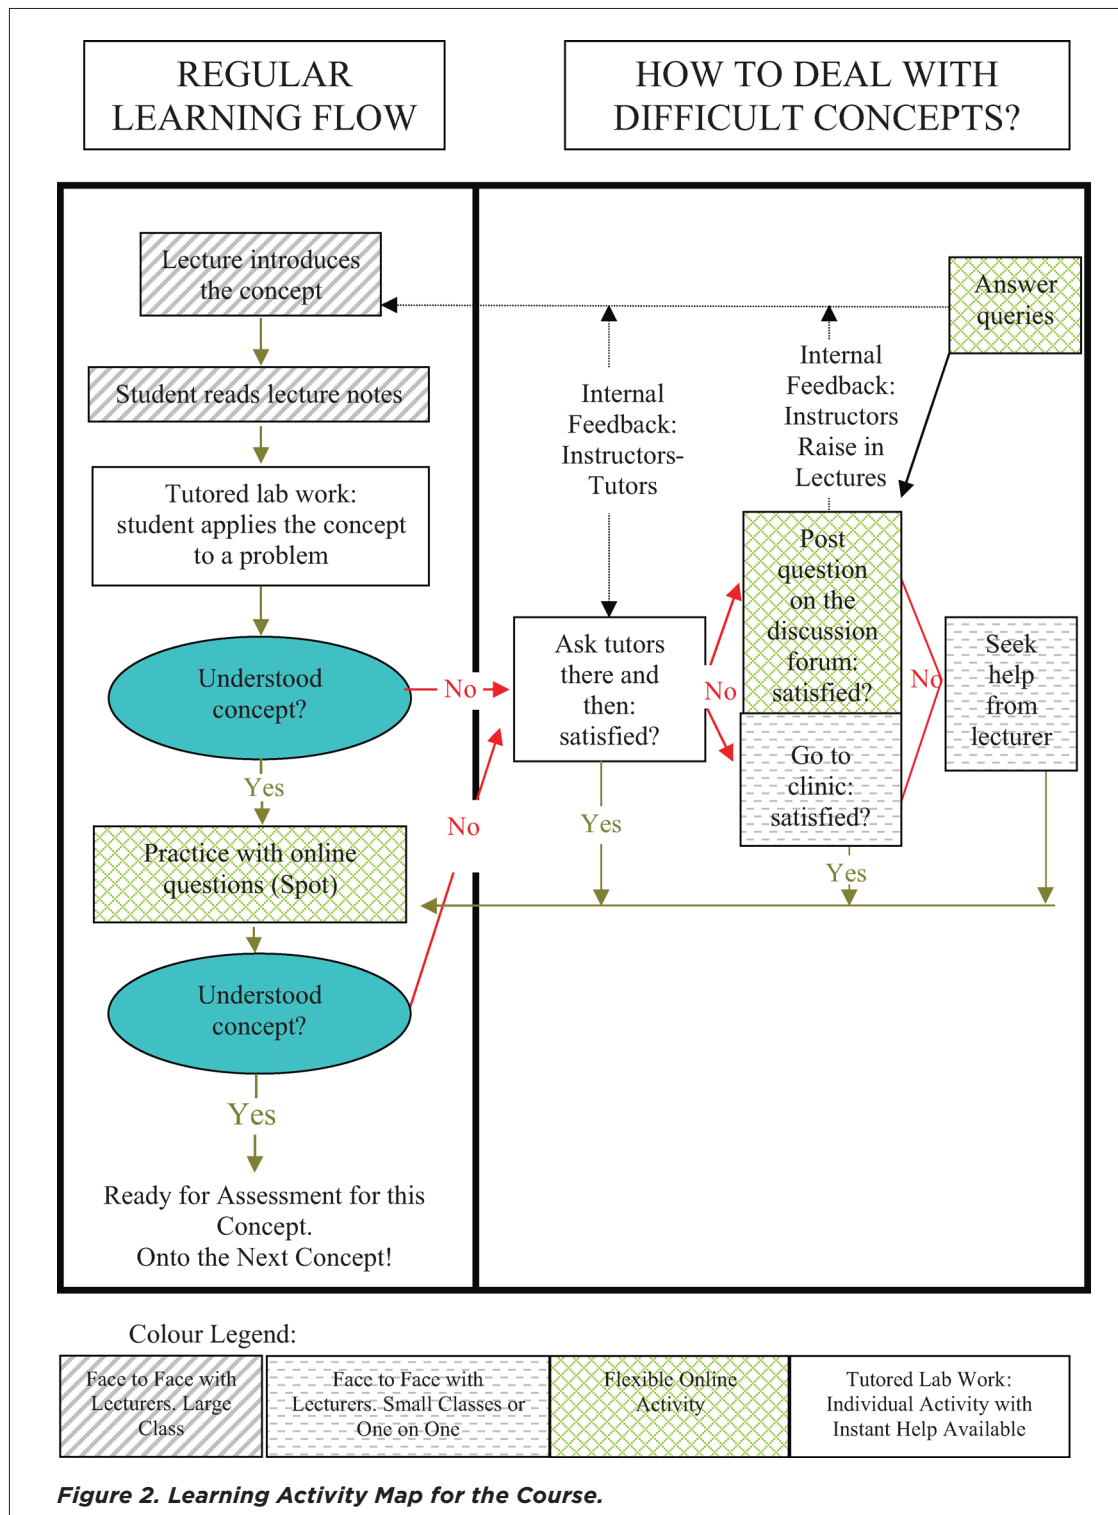 REGULAR
LEARNING FLOW
HOW TO DEAL WITH
DIFFICULT CONCEPTS?
Lecture introduces
the concept
Student reads lecture notes
Tutored lab work:
student applies the concept
to a problem
Understood
concept?
No
Yes
Practice with online
questions (Spot)
No
Understood
concept?
Yes
Ready for Assessment for this
Concept.
Onto the Next Concept!
Answer
queries
Internal
Feedback:
Instructors-
Tutors
Internal
Feedback:
Instructors
Raise in
Lectures
Ask tutors
there and
then:
satisfied?
No
Post
question
on the
discussion
forum:
satisfied?
Go to
clinic:
satisfied?
No
Seek
help
from
lecturer
Yes
Yes
Colour Legend:
Face to Face with
Lecturers. Large
Class
Face to Face with
Lecturers. Small Classes or
One on One
Flexible Online
Activity
Tutored Lab Work:
Individual Activity with
Instant Help Available
Figure 2. Learning Activity Map for the Course.